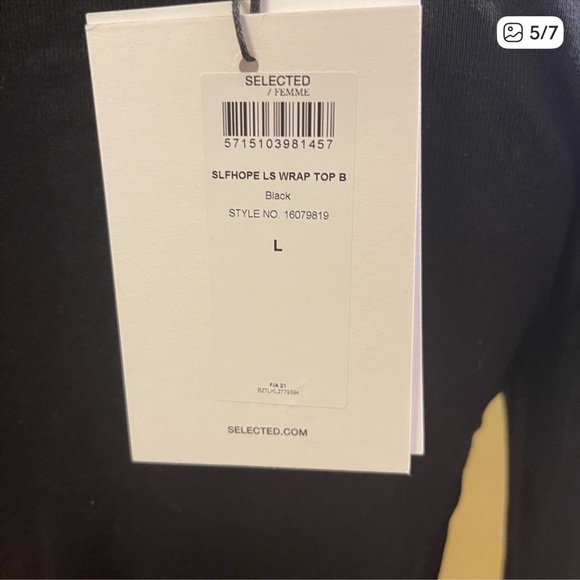 5/7
SELECTED
/ FEMME
5715103981457
SLFHOPE LS WRAP TOP B
Black
STYLE NO. 16079819
L
F/A 21
SELECTED.COM